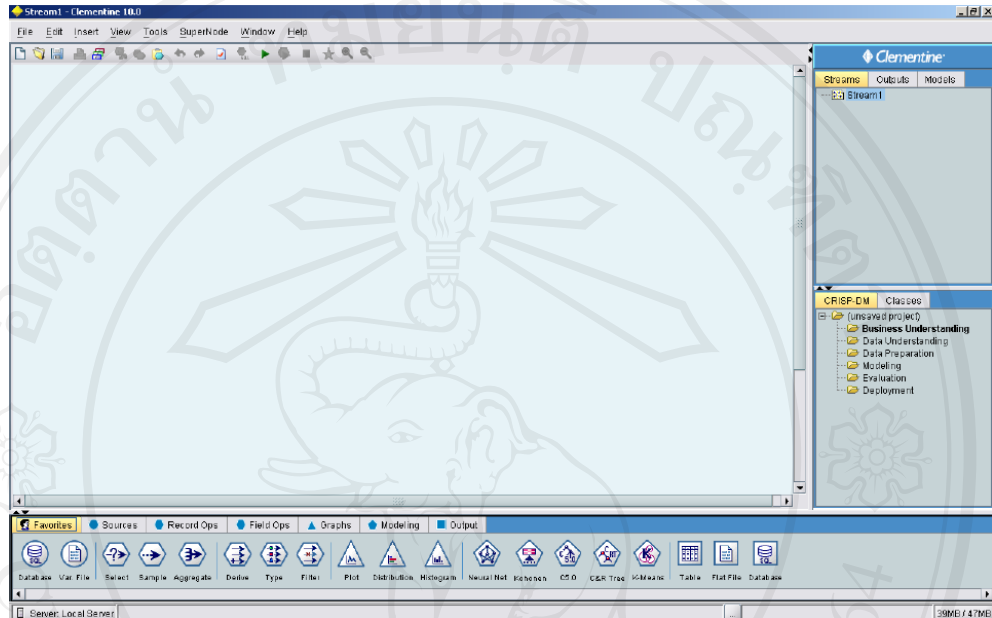 Stream1 - Clementine 10.0
File Edit Insert View Tools SuperNode Window Help
Clementine
Streams Outputs Models
Stream1
CRISP-DM Classes
(unsaved project)
Business Understanding
Data Understanding
Data Preparation
Modeling
Evaluation
Deployment
Favorites Sources Record Ops Field Ops Graphs Modeling Output
Database Var. File Select Sample Aggregate Derive Type Filter Plot Distribution Histogram Neural Net Kohonen C5.0 C&R Tree K-Means Table Flat File Database
Server: Local Server
39MB / 47MB